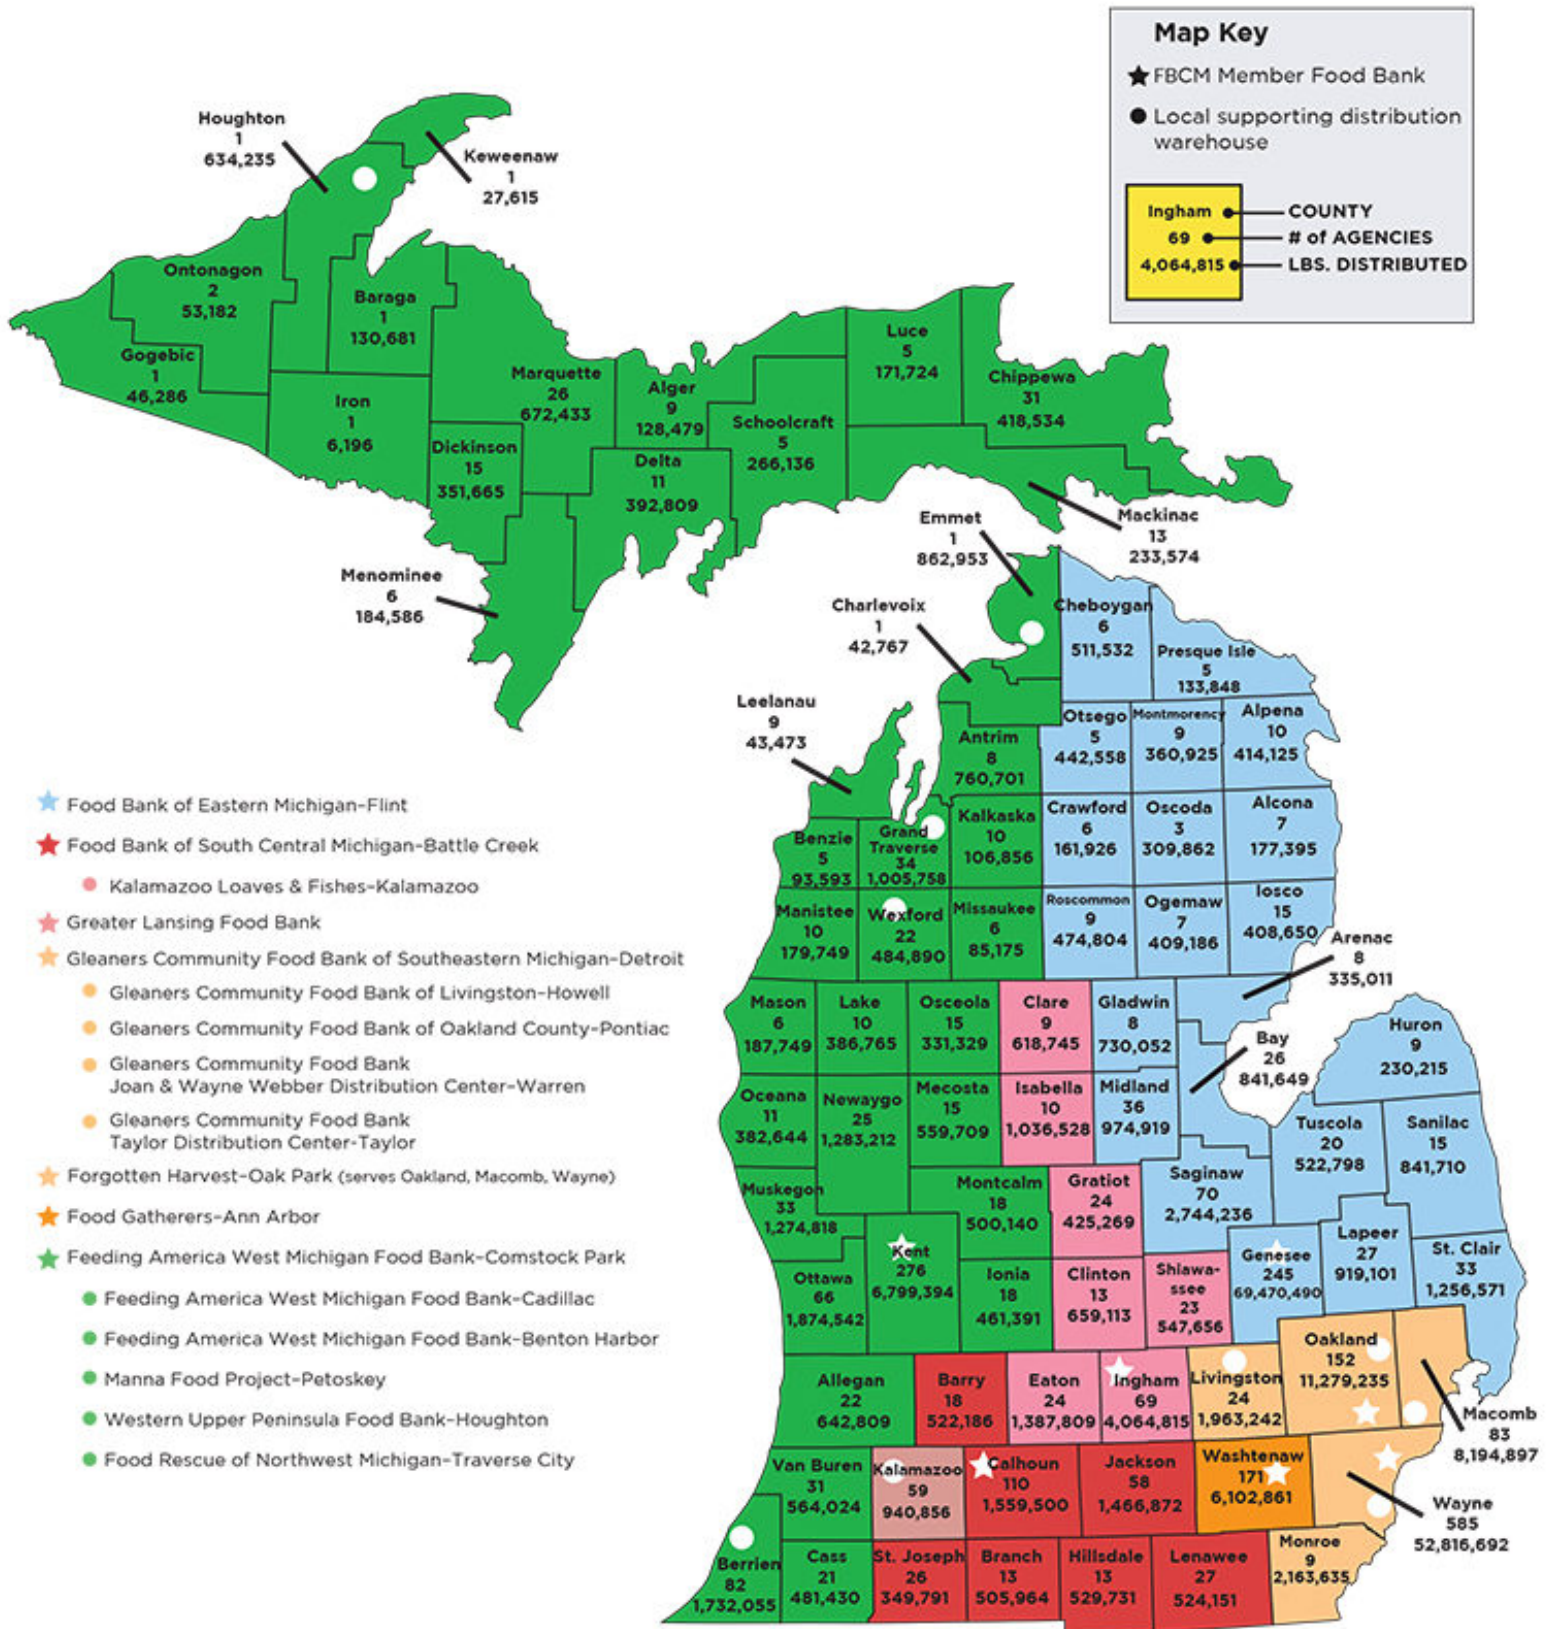 Map Key
FBCM Member Food Bank
Local supporting distribution
warehouse
Ingham
COUNTY
69
# of AGENCIES
4,064,815
LBS. DISTRIBUTED
Houghton
1
634,235
Keweenaw
1
27,615
Ontonagon
2
53,182
Baraga
1
130,681
Gogebic
1
46,286
Iron
1
6,196
Marquette
26
672,433
Dickinson
15
351,665
Alger
9
128,479
Delta
11
392,809
Schoolcraft
5
266,136
Luce
5
171,724
Chippewa
31
418,534
Mackinac
13
233,574
Menominee
6
184,586
Emmet
1
862,953
Charlevoix
1
42,767
Cheboygan
6
511,532
Presque Isle
5
133,848
Leelanau
9
43,473
Antrim
8
760,701
Otsego
5
442,558
Montmorency
9
360,925
Alpena
10
414,125
Benzie
5
93,593
Grand
Traverse
34
1,005,758
Kalkaska
10
106,856
Crawford
6
161,926
Oscoda
3
309,862
Alcona
7
177,395
Manistee
10
179,749
Wexford
22
484,890
Missaukee
6
85,175
Roscommon
9
474,804
Ogemaw
7
409,186
Iosco
15
408,650
Arenac
8
335,011
Mason
6
187,749
Lake
10
386,765
Osceola
15
331,329
Clare
9
618,745
Gladwin
8
730,052
Bay
26
841,649
Huron
9
230,215
Oceana
11
382,644
Newaygo
25
1,283,212
Mecosta
15
559,709
Isabella
10
1,036,528
Midland
36
974,919
Tuscola
20
522,798
Sanilac
15
841,710
Muskegon
33
1,274,818
Montcalm
18
500,140
Gratiot
24
425,269
Saginaw
70
2,744,236
Kent
276
6,799,394
Ottawa
66
1,874,542
Ionia
18
461,391
Clinton
13
659,113
Shiawa-
ssee
23
547,656
Genesee
245
69,470,490
Lapeer
27
919,101
St. Clair
33
1,256,571
Allegan
22
642,809
Barry
18
522,186
Eaton
24
1,387,809
Ingham
69
4,064,815
Livingston
24
1,963,242
Oakland
152
11,279,235
Macomb
83
8,194,897
Van Buren
31
564,024
Kalamazoo
59
940,856
Calhoun
110
1,559,500
Jackson
58
1,466,872
Washtenaw
171
6,102,861
Wayne
585
52,816,692
Berrien
82
1,732,055
Cass
21
481,430
St. Joseph
26
349,791
Branch
13
505,964
Hillsdale
13
529,731
Lenawee
27
524,151
Monroe
9
2,163,635
Food Bank of Eastern Michigan–Flint
Food Bank of South Central Michigan–Battle Creek
Kalamazoo Loaves & Fishes–Kalamazoo
Greater Lansing Food Bank
Gleaners Community Food Bank of Southeastern Michigan–Detroit
Gleaners Community Food Bank of Livingston–Howell
Gleaners Community Food Bank of Oakland County–Pontiac
Gleaners Community Food Bank
Joan & Wayne Webber Distribution Center–Warren
Gleaners Community Food Bank
Taylor Distribution Center-Taylor
Forgotten Harvest–Oak Park (serves Oakland, Macomb, Wayne)
Food Gatherers–Ann Arbor
Feeding America West Michigan Food Bank–Comstock Park
Feeding America West Michigan Food Bank–Cadillac
Feeding America West Michigan Food Bank–Benton Harbor
Manna Food Project–Petoskey
Western Upper Peninsula Food Bank–Houghton
Food Rescue of Northwest Michigan–Traverse City